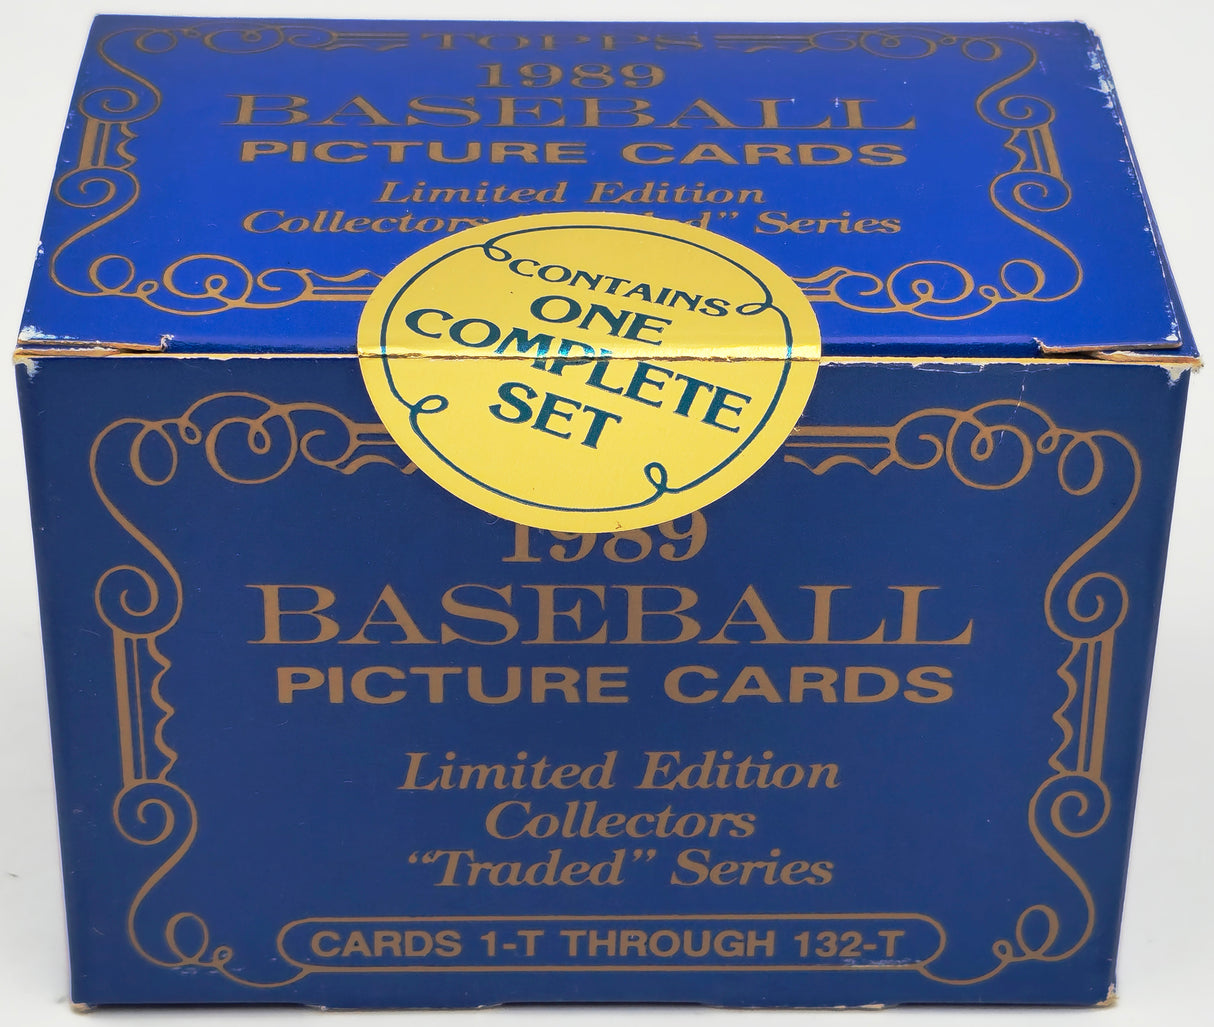 TOPPS
1989
BASEBALL
PICTURE CARDS
Limited Edition
Collectors Series
CONTAINS
ONE
COMPLETE
SET
1989
BASEBALL
PICTURE CARDS
Limited Edition
Collectors
“Traded” Series
CARDS 1-T THROUGH 132-T